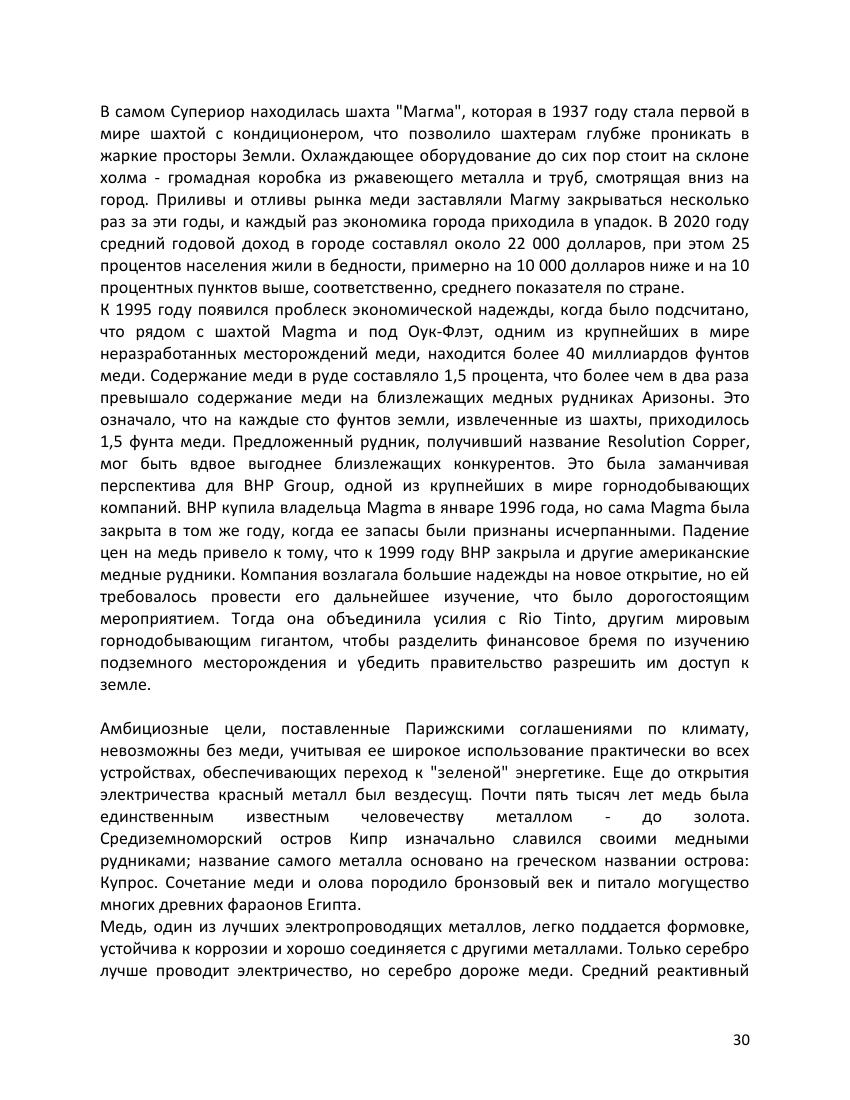 В самом Супериор находилась шахта "Магма", которая в 1937 году стала первой в
мире шахтой с кондиционером, что позволило шахтерам глубже проникать в
жаркие просторы Земли. Охлаждающее оборудование до сих пор стоит на склоне
холма - громадная коробка из ржавеющего металла и труб, смотрящая вниз на
город. Приливы и отливы рынка меди заставляли Магму закрываться несколько
раз за эти годы, и каждый раз экономика города приходила в упадок. В 2020 году
средний годовой доход в городе составлял около 22 000 долларов, при этом 25
процентов населения жили в бедности, примерно на 10 000 долларов ниже и на 10
процентных пунктов выше, соответственно, среднего показателя по стране.
К 1995 году появился проблеск экономической надежды, когда было подсчитано,
что рядом с шахтой Magma и под Оук-Флэт, одним из крупнейших в мире
неразработанных месторождений меди, находится более 40 миллиардов фунтов
меди. Содержание меди в руде составляло 1,5 процента, что более чем в два раза
превышало содержание меди на близлежащих медных рудниках Аризоны. Это
означало, что на каждые сто фунтов земли, извлеченные из шахты, приходилось
1,5 фунта меди. Предложенный рудник, получивший название Resolution Copper,
мог быть вдвое выгоднее близлежащих конкурентов. Это была заманчивая
перспектива для BHP Group, одной из крупнейших в мире горнодобывающих
компаний. BHP купила владельца Magma в январе 1996 года, но сама Magma была
закрыта в том же году, когда ее запасы были признаны исчерпанными. Падение
цен на медь привело к тому, что к 1999 году BHP закрыла и другие американские
медные рудники. Компания возлагала большие надежды на новое открытие, но ей
требовалось провести его дальнейшее изучение, что было дорогостоящим
мероприятием. Тогда она объединила усилия с Rio Tinto, другим мировым
горнодобывающим гигантом, чтобы разделить финансовое бремя по изучению
подземного месторождения и убедить правительство разрешить им доступ к
земле.
Амбициозные цели, поставленные Парижскими соглашениями по климату,
невозможны без меди, учитывая ее широкое использование практически во всех
устройствах, обеспечивающих переход к "зеленой" энергетике. Еще до открытия
электричества красный металл был вездесущ. Почти пять тысяч лет медь была
единственным известным человечеству металлом - до золота.
Средиземноморский остров Кипр изначально славился своими медными
рудниками; название самого металла основано на греческом названии острова:
Купрос. Сочетание меди и олова породило бронзовый век и питало могущество
многих древних фараонов Египта.
Медь, один из лучших электропроводящих металлов, легко поддается формовке,
устойчива к коррозии и хорошо соединяется с другими металлами. Только серебро
лучше проводит электричество, но серебро дороже меди. Средний реактивный
30